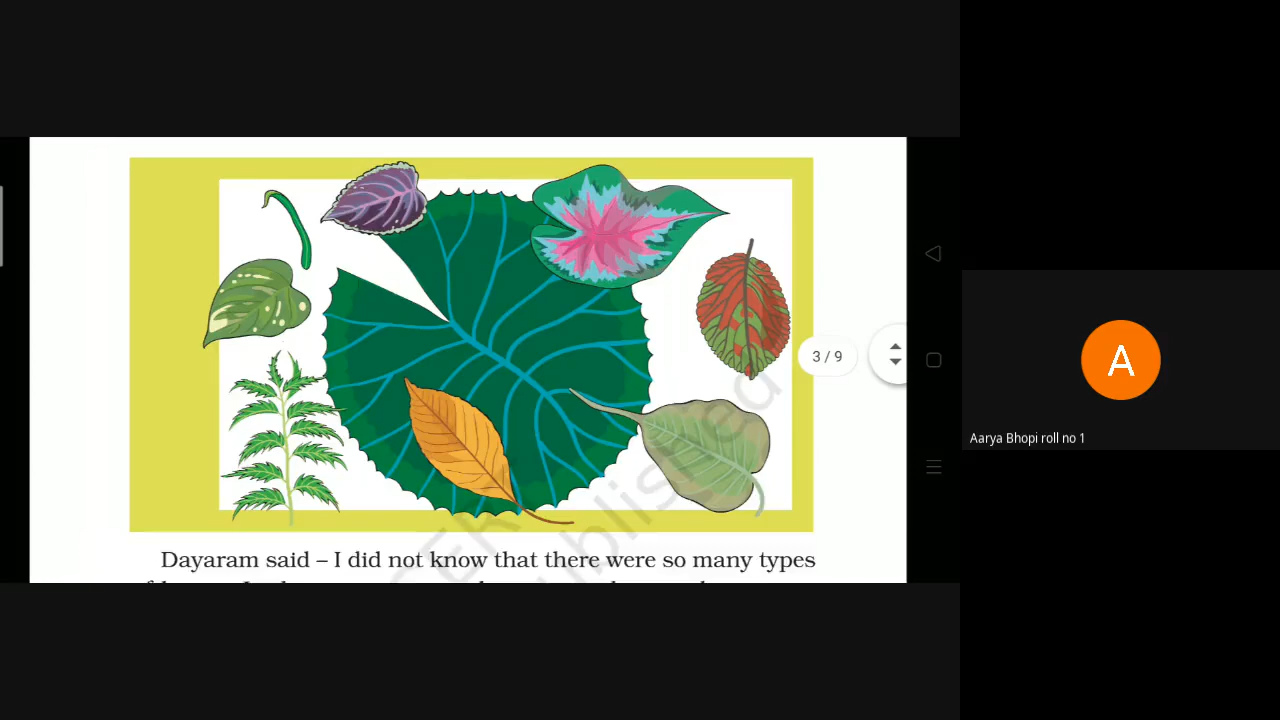 3 / 9
A
Aarya Bhopi roll no 1
Dayaram said – I did not know that there were so many types